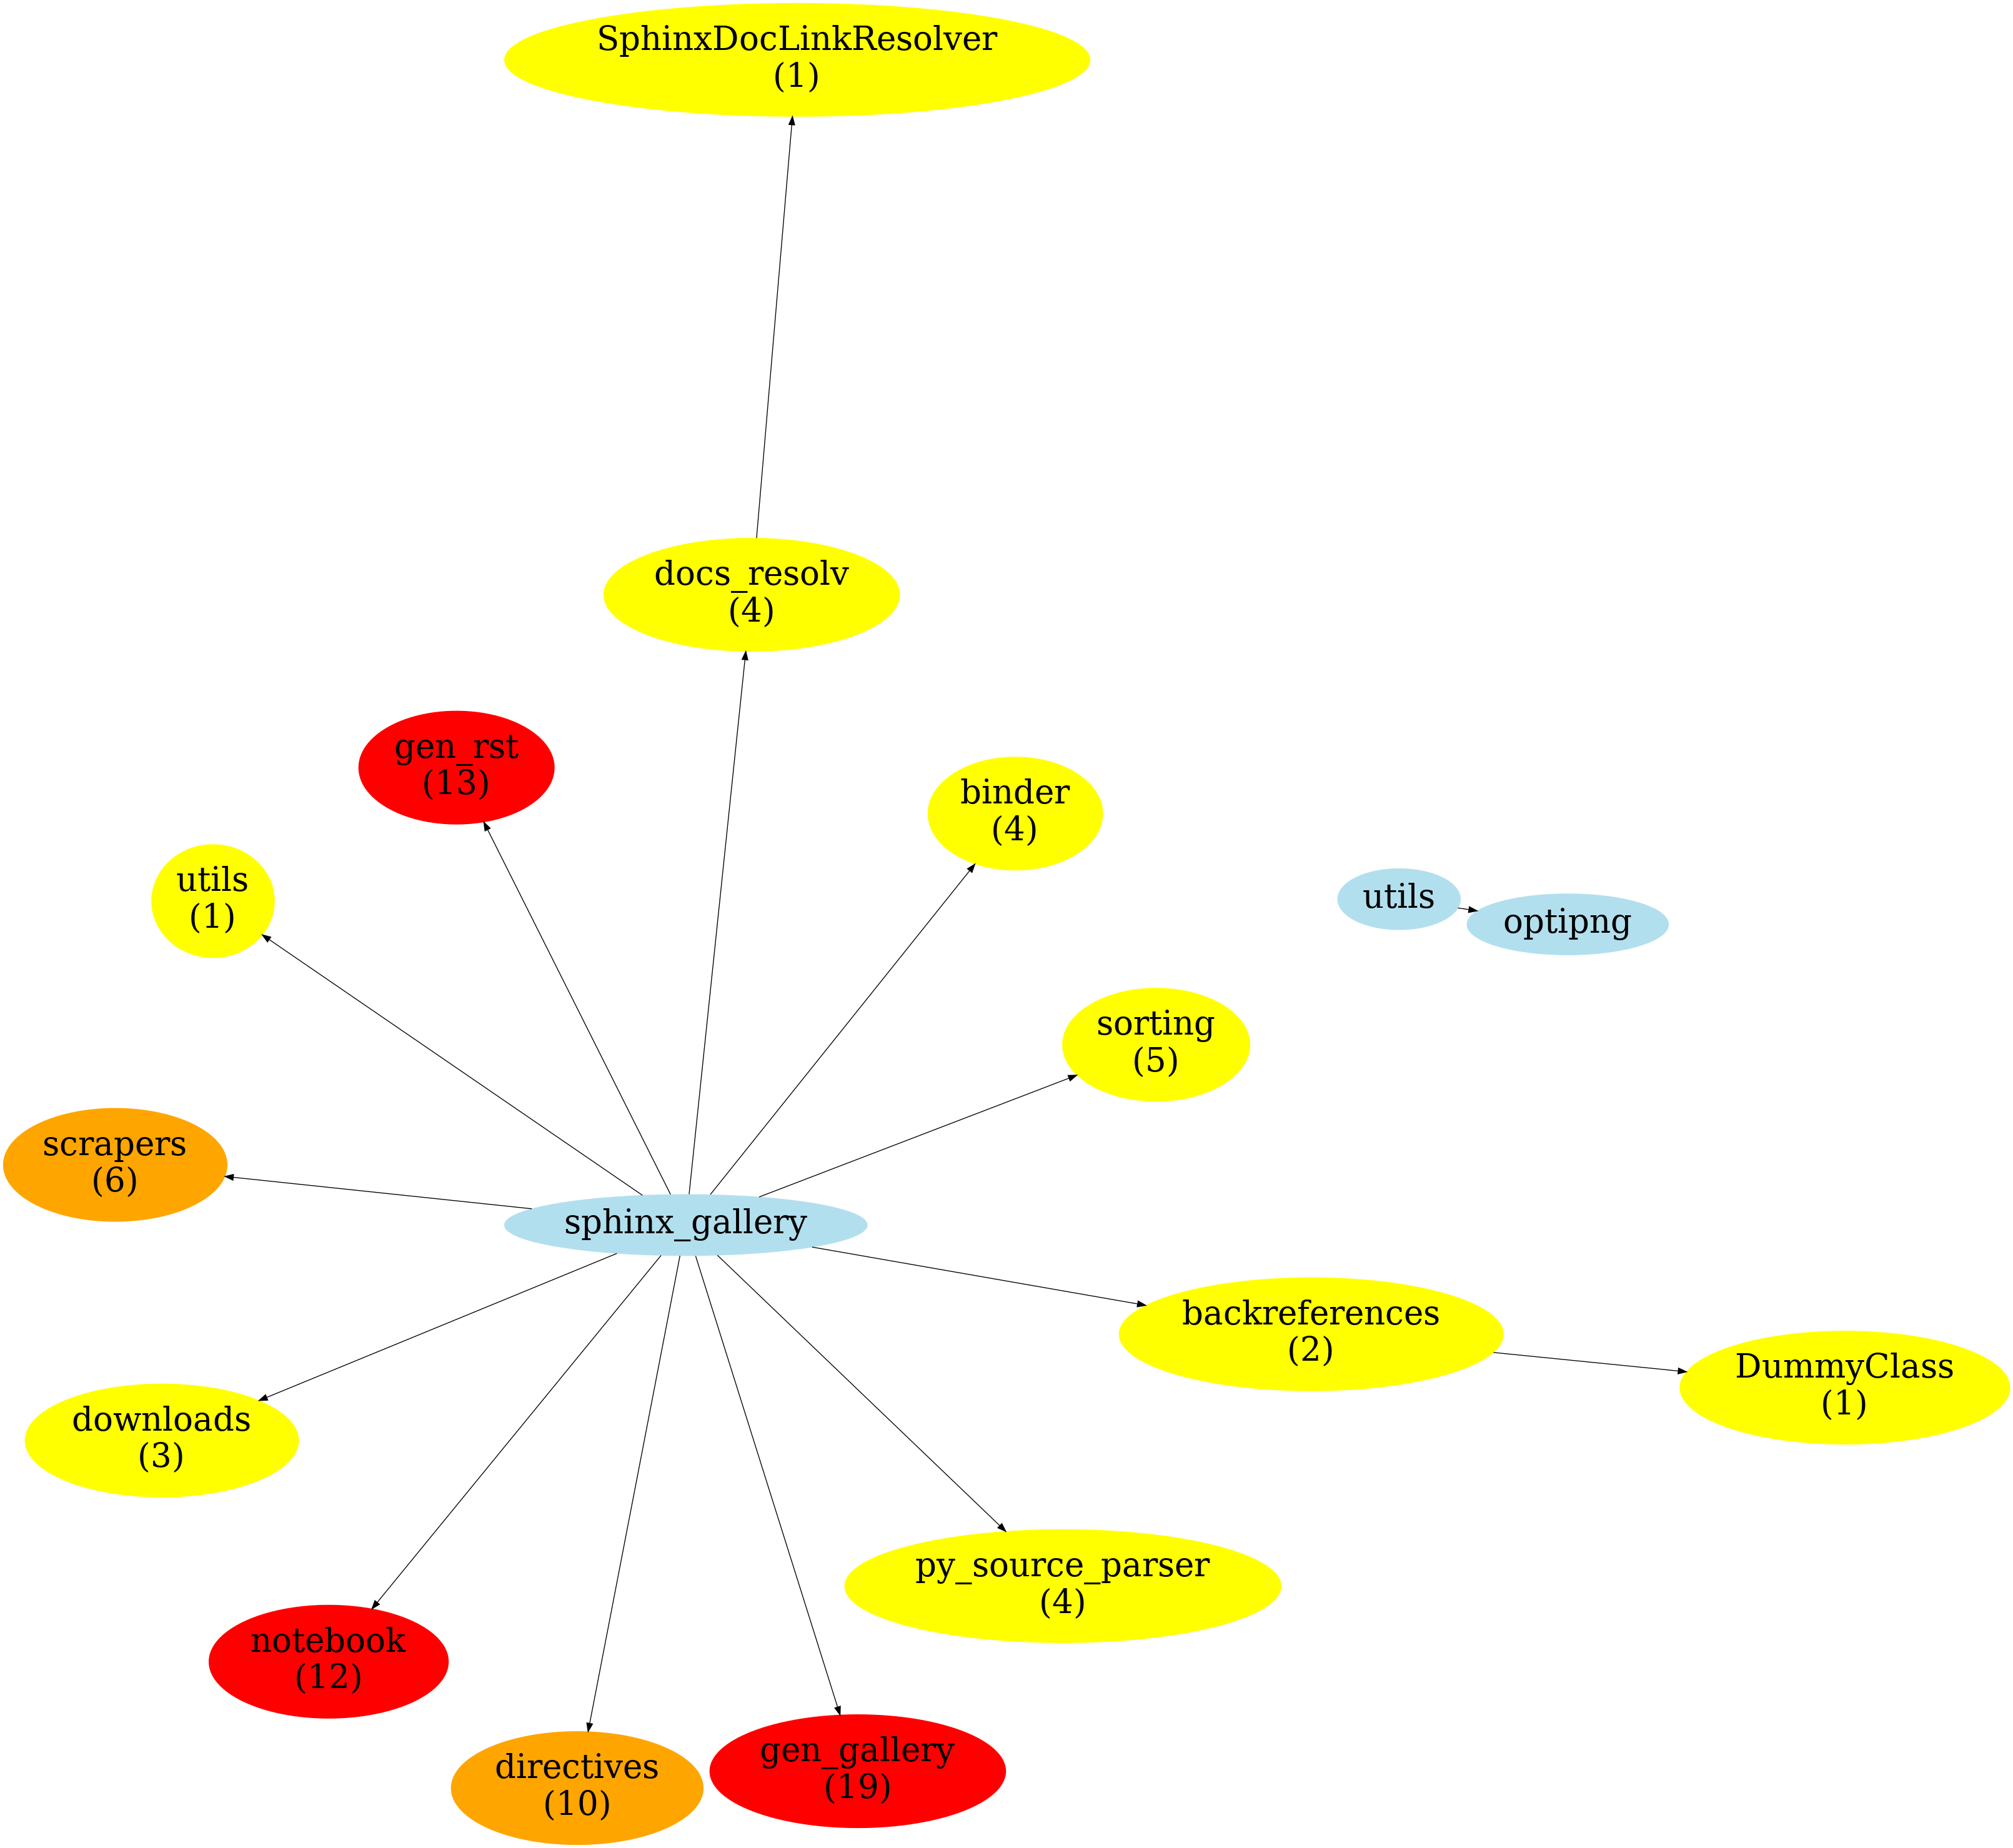 SphinxDocLinkResolver
(1)
docs_resolv
(4)
gen_rst
(13)
binder
(4)
utils
(1)
utils
optipng
sorting
(5)
scrapers
(6)
sphinx_gallery
backreferences
(2)
DummyClass
(1)
downloads
(3)
py_source_parser
(4)
notebook
(12)
directives
(10)
gen_gallery
(19)